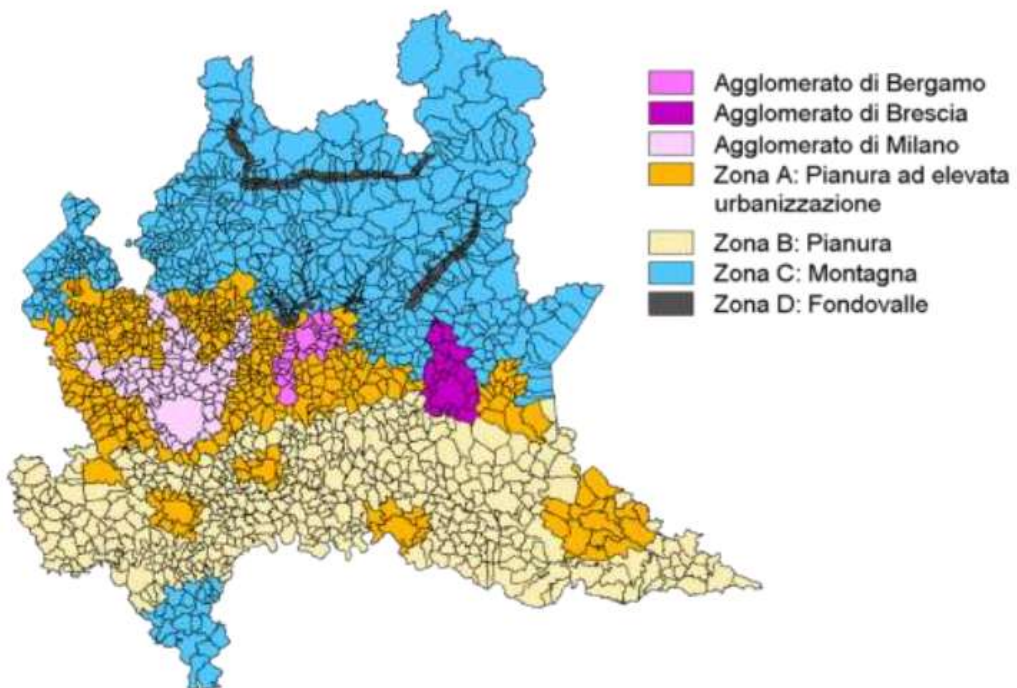 Agglomerato di Bergamo
Agglomerato di Brescia
Agglomerato di Milano
Zona A: Pianura ad elevata
urbanizzazione
Zona B: Pianura
Zona C: Montagna
Zona D: Fondovalle